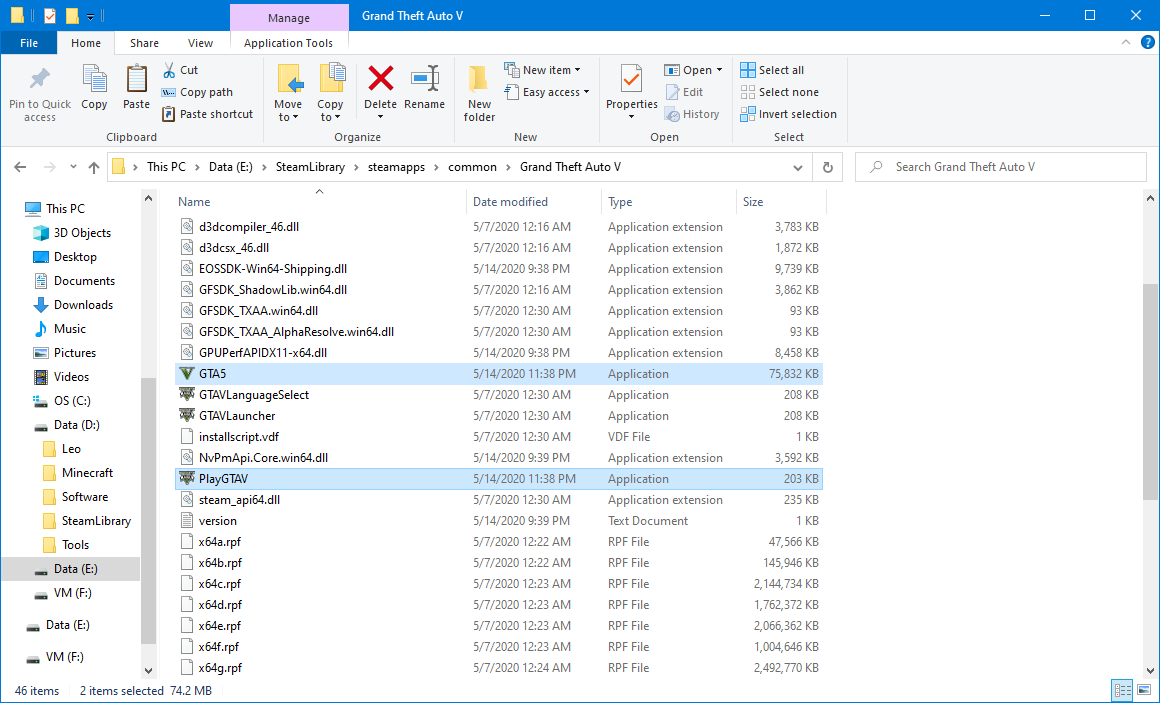 Manage
Grand Theft Auto V
File
Home
Share
View
Application Tools
Pin to Quick access
Copy
Paste
Cut
Copy path
Paste shortcut
Clipboard
Move to
Copy to
Delete
Rename
Organize
New folder
New item
Easy access
New
Properties
Open
Edit
History
Open
Select all
Select none
Invert selection
Select
This PC > Data (E:) > SteamLibrary > steamapps > common > Grand Theft Auto V
Search Grand Theft Auto V
This PC
3D Objects
Desktop
Documents
Downloads
Music
Pictures
Videos
OS (C:)
Data (D:)
Leo
Minecraft
Software
SteamLibrary
Tools
Data (E:)
VM (F:)
Data (E:)
VM (F:)
Name Date modified Type Size
d3dcompiler_46.dll 5/7/2020 12:16 AM Application extension 3,783 KB
d3dcsx_46.dll 5/7/2020 12:16 AM Application extension 1,872 KB
EOSSDK-Win64-Shipping.dll 5/14/2020 9:38 PM Application extension 9,739 KB
GFSDK_ShadowLib.win64.dll 5/7/2020 12:16 AM Application extension 3,862 KB
GFSDK_TXAA.win64.dll 5/7/2020 12:30 AM Application extension 93 KB
GFSDK_TXAA_AlphaResolve.win64.dll 5/7/2020 12:30 AM Application extension 93 KB
GPUPerfAPIDX11-x64.dll 5/14/2020 9:38 PM Application extension 8,458 KB
GTA5 5/14/2020 11:38 PM Application 75,832 KB
GTAVLanguageSelect 5/7/2020 12:30 AM Application 208 KB
GTAVLauncher 5/7/2020 12:30 AM Application 208 KB
installscript.vdf 5/7/2020 12:30 AM VDF File 1 KB
NvPmApi.Core.win64.dll 5/14/2020 9:39 PM Application extension 3,592 KB
PlayGTAV 5/14/2020 11:38 PM Application 203 KB
steam_api64.dll 5/7/2020 12:30 AM Application extension 235 KB
version 5/14/2020 9:39 PM Text Document 1 KB
x64a.rpf 5/7/2020 12:22 AM RPF File 47,566 KB
x64b.rpf 5/7/2020 12:22 AM RPF File 145,946 KB
x64c.rpf 5/7/2020 12:23 AM RPF File 2,144,734 KB
x64d.rpf 5/7/2020 12:23 AM RPF File 1,762,372 KB
x64e.rpf 5/7/2020 12:23 AM RPF File 2,066,362 KB
x64f.rpf 5/7/2020 12:23 AM RPF File 1,004,646 KB
x64g.rpf 5/7/2020 12:24 AM RPF File 2,492,770 KB
46 items 2 items selected 74.2 MB